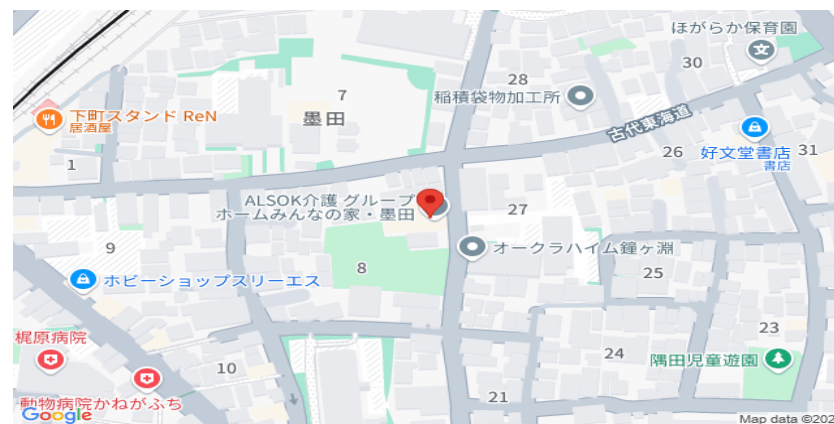 ほがらか保育園
30
28
稲積袋物加工所
7
墨田
下町スタンド ReN
居酒屋
古代東海道
26
好文堂書店
書店
31
1
ALSOK介護 グループ
ホームみんなの家・墨田
27
オークラハイム鐘ヶ淵
9
8
25
ホビーショップスリーエス
梶原病院
10
24
23
隅田児童遊園
動物病院かねがふち
21
Google
Map data ©202